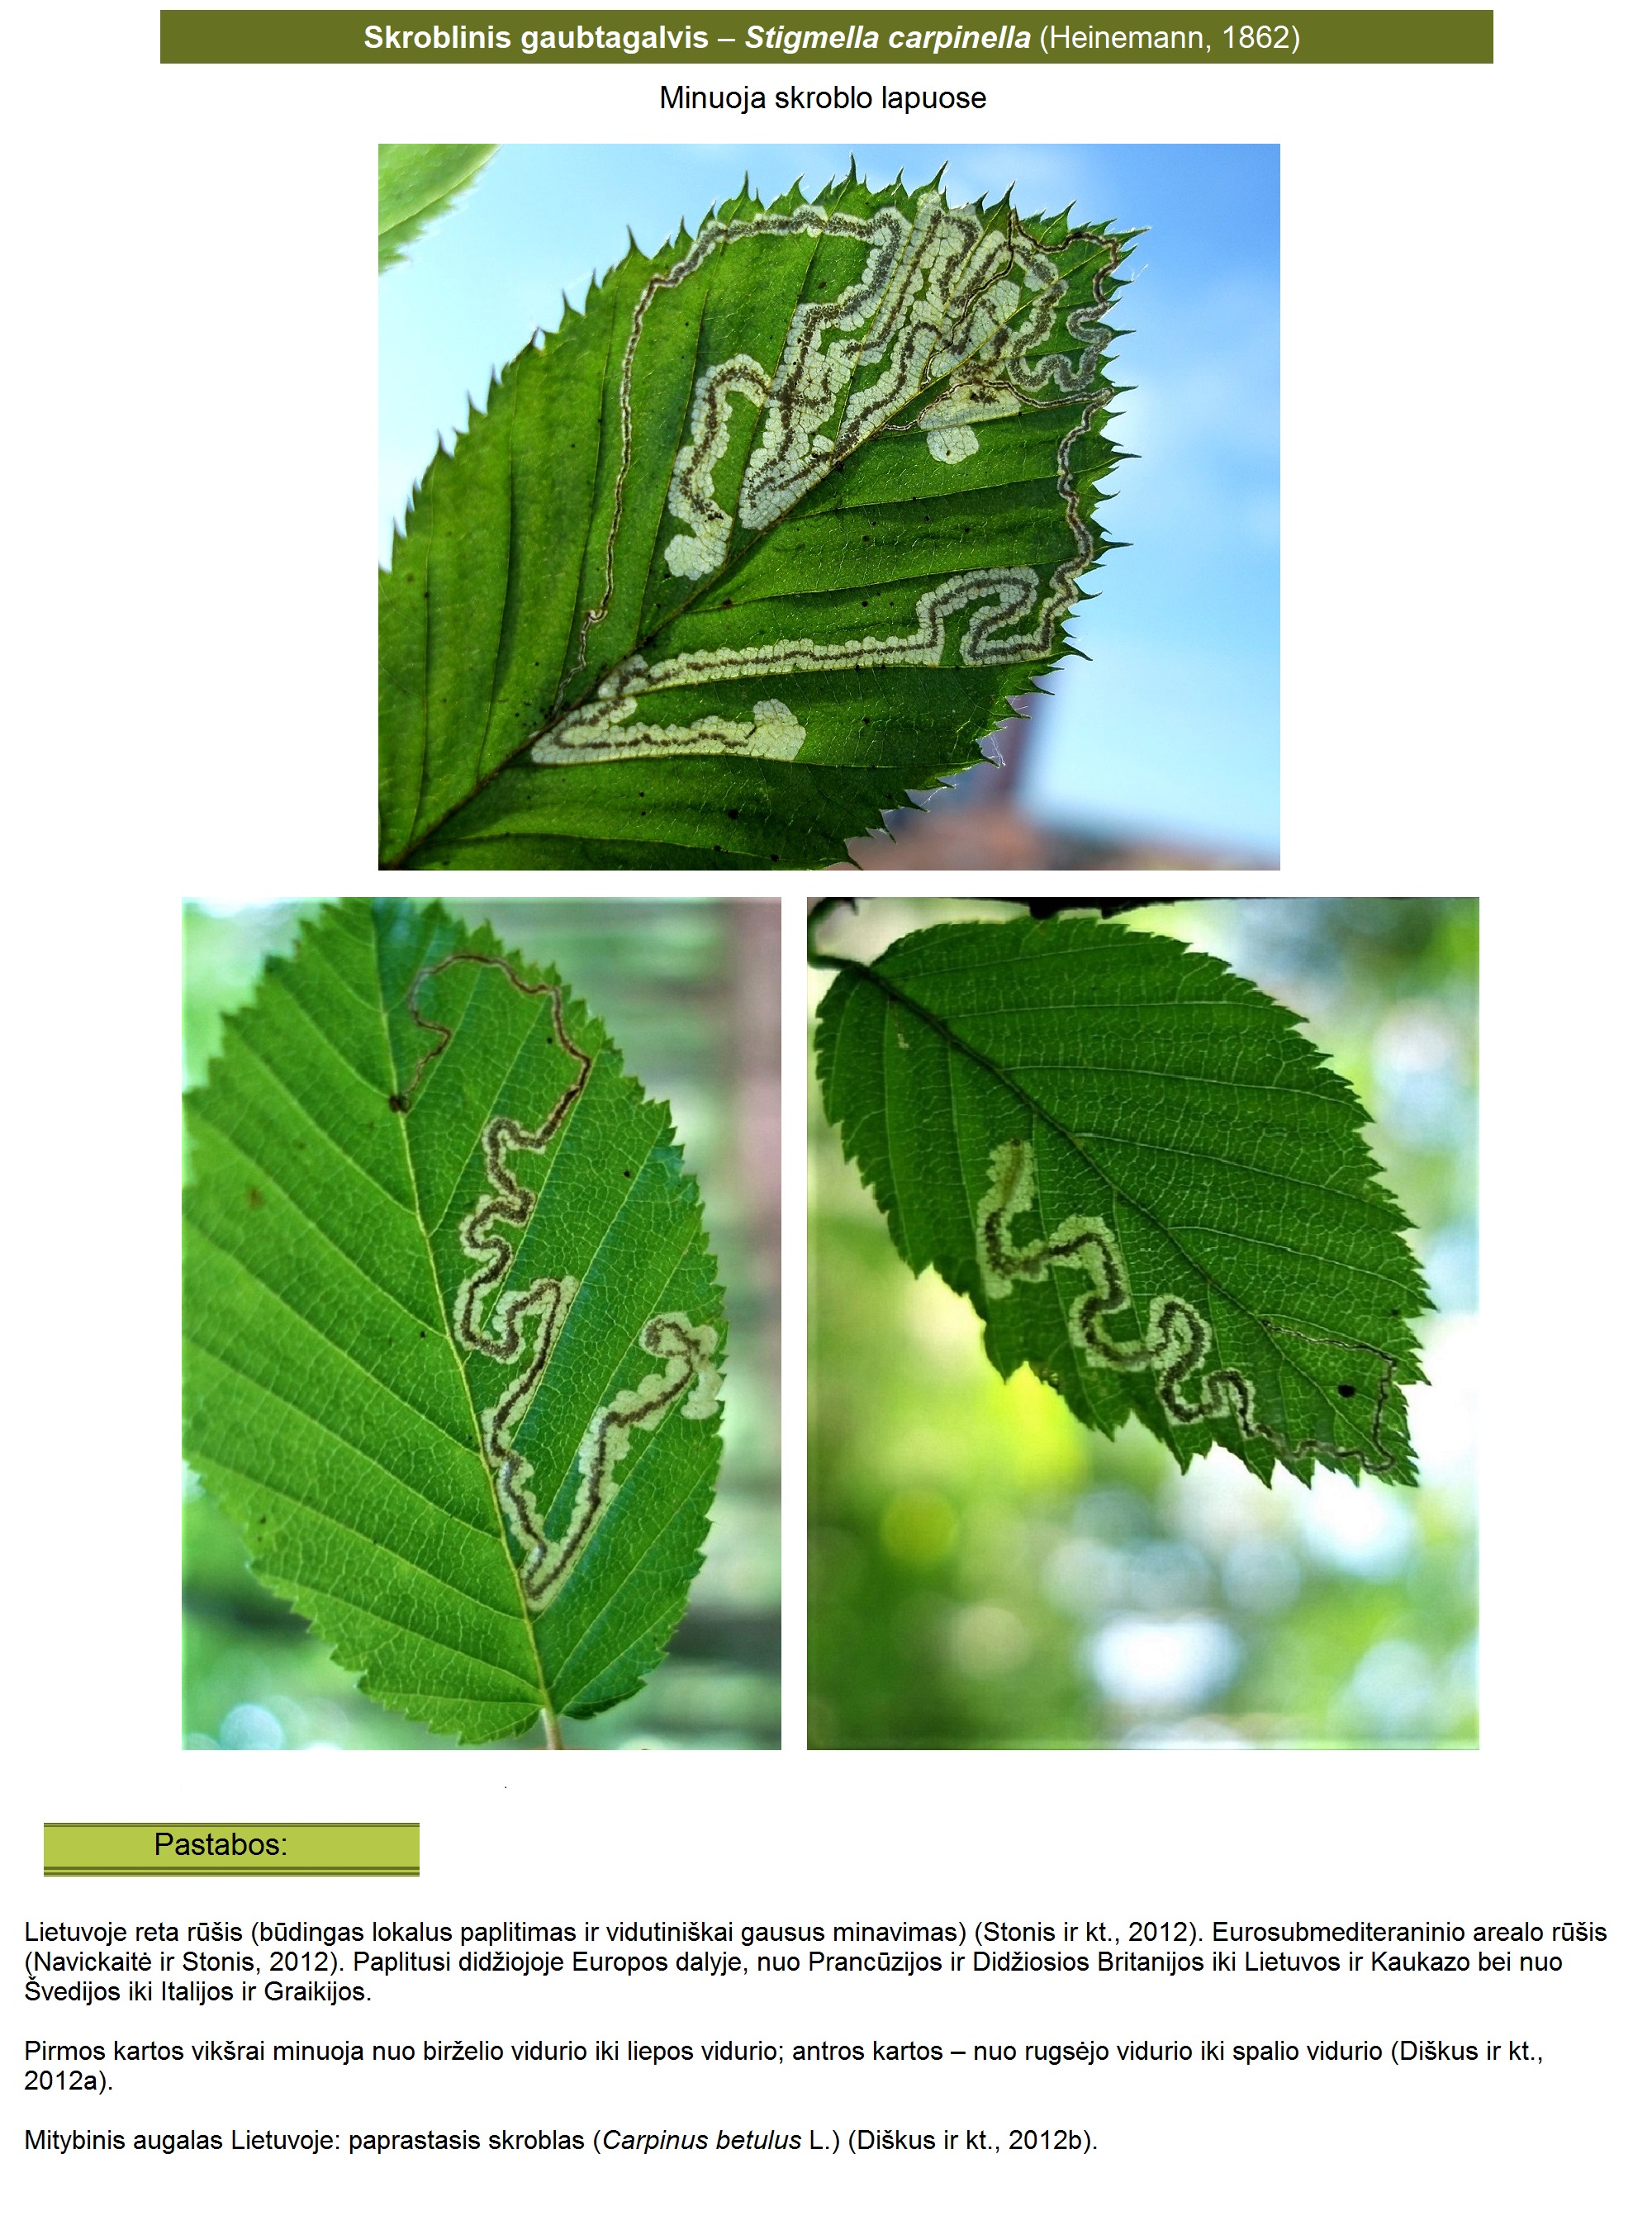 Skroblinis gaubtagalvis – Stigmella carpinella (Heinemann, 1862)
Minuoja skroblo lapuose
Pastabos:
Lietuvoje reta rūšis (būdingas lokalus paplitimas ir vidutiniškai gausus minavimas) (Stonis ir kt., 2012). Eurosubmediteraninio arealo rūšis
(Navickaitė ir Stonis, 2012). Paplitusi didžiojoje Europos dalyje, nuo Prancūzijos ir Didžiosios Britanijos iki Lietuvos ir Kaukazo bei nuo
Švedijos iki Italijos ir Graikijos.
Pirmos kartos vikšrai minuoja nuo birželio vidurio iki liepos vidurio; antros kartos – nuo rugsėjo vidurio iki spalio vidurio (Diškus ir kt.,
2012a).
Mitybinis augalas Lietuvoje: paprastasis skroblas (Carpinus betulus L.) (Diškus ir kt., 2012b).